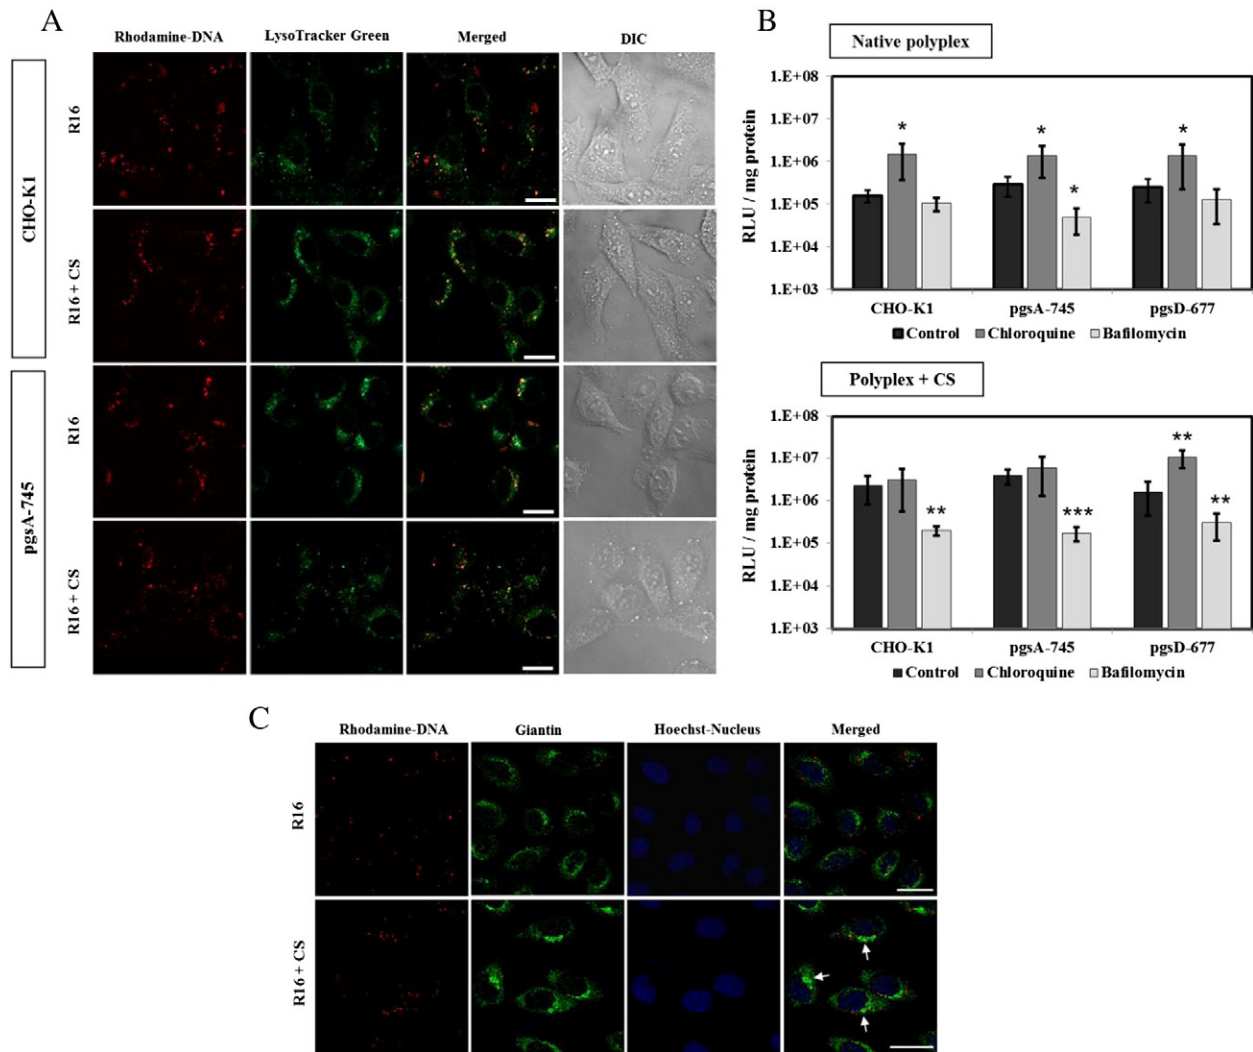 A
Rhodamine-DNA LysoTracker Green Merged DIC
CHO-K1
R16
R16 + CS
pgsA-745
R16
R16 + CS
B
Native polyplex
RLU / mg protein
1.E+08
1.E+07
1.E+06
1.E+05
1.E+04
1.E+03
* * * *
CHO-K1 pgsA-745 pgsD-677
Control Chloroquine Bafilomycin
Polyplex + CS
RLU / mg protein
1.E+08
1.E+07
1.E+06
1.E+05
1.E+04
1.E+03
** *** ** **
CHO-K1 pgsA-745 pgsD-677
Control Chloroquine Bafilomycin
C
Rhodamine-DNA Giantin Hoechst-Nucleus Merged
R16
R16 + CS